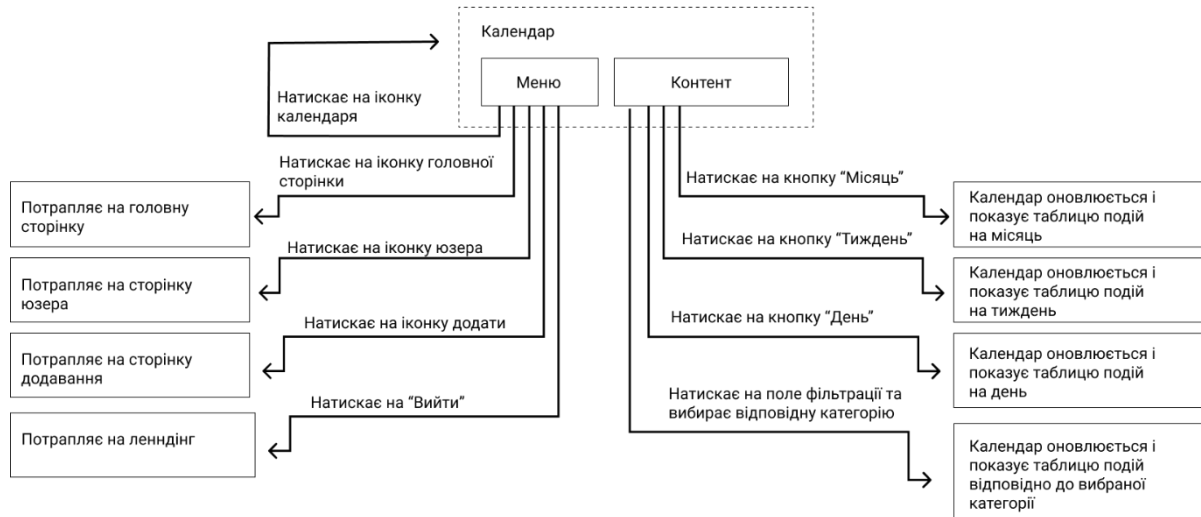 Календар
Меню
Контент
Натискає на іконку
календаря
Натискає на іконку головної
сторінки
Потрапляє на головну
сторінку
Натискає на іконку юзера
Потрапляє на сторінку
юзера
Натискає на іконку додати
Потрапляє на сторінку
додавання
Натискає на “Вийти”
Потрапляє на ленндінг
Натискає на кнопку “Місяць”
Календар оновлюється і
показує таблицю подій
на місяць
Натискає на кнопку “Тиждень”
Календар оновлюється і
показує таблицю подій
на тиждень
Натискає на кнопку “День”
Календар оновлюється і
показує таблицю подій
на день
Натискає на поле фільтрації та
вибирає відповідну категорію
Календар оновлюється і
показує таблицю подій
відповідно до вибраної
категорії